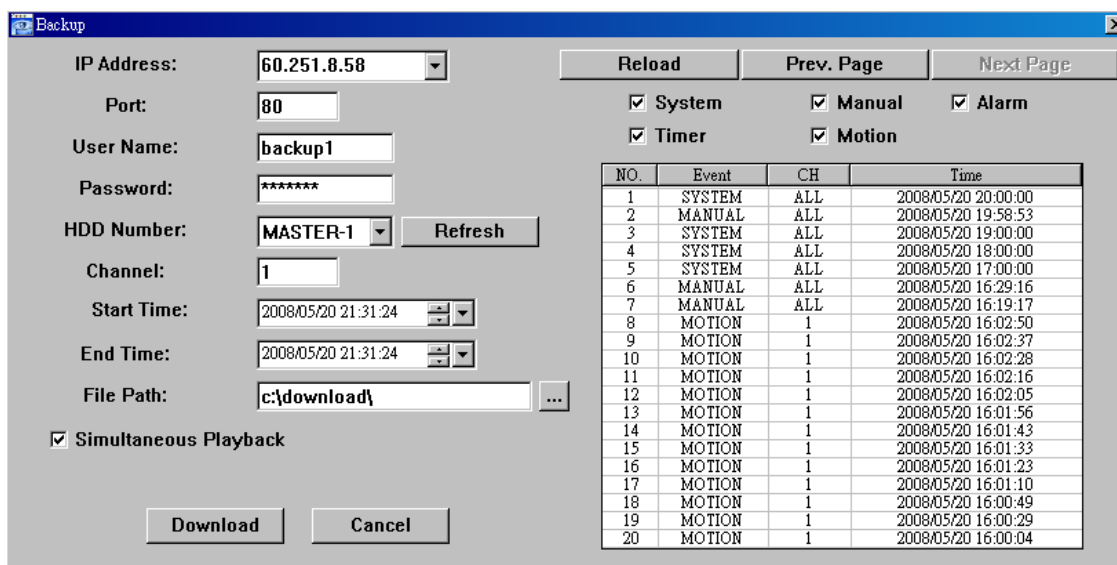 Backup
IP Address: 60.251.8.58
Port: 80
User Name: backup1
Password: *******
HDD Number: MASTER-1 Refresh
Channel: 1
Start Time: 2008/05/20 21:31:24
End Time: 2008/05/20 21:31:24
File Path: c:\download\ ...
Simultaneous Playback
Download Cancel
Reload Prev. Page Next Page
System Manual Alarm
Timer Motion
NO. Event CH Time
1 SYSTEM ALL 2008/05/20 20:00:00
2 MANUAL ALL 2008/05/20 19:58:53
3 SYSTEM ALL 2008/05/20 19:00:00
4 SYSTEM ALL 2008/05/20 18:00:00
5 SYSTEM ALL 2008/05/20 17:00:00
6 MANUAL ALL 2008/05/20 16:29:16
7 MANUAL ALL 2008/05/20 16:19:17
8 MOTION 1 2008/05/20 16:02:50
9 MOTION 1 2008/05/20 16:02:37
10 MOTION 1 2008/05/20 16:02:28
11 MOTION 1 2008/05/20 16:02:16
12 MOTION 1 2008/05/20 16:02:05
13 MOTION 1 2008/05/20 16:01:56
14 MOTION 1 2008/05/20 16:01:43
15 MOTION 1 2008/05/20 16:01:33
16 MOTION 1 2008/05/20 16:01:23
17 MOTION 1 2008/05/20 16:01:10
18 MOTION 1 2008/05/20 16:00:49
19 MOTION 1 2008/05/20 16:00:29
20 MOTION 1 2008/05/20 16:00:04